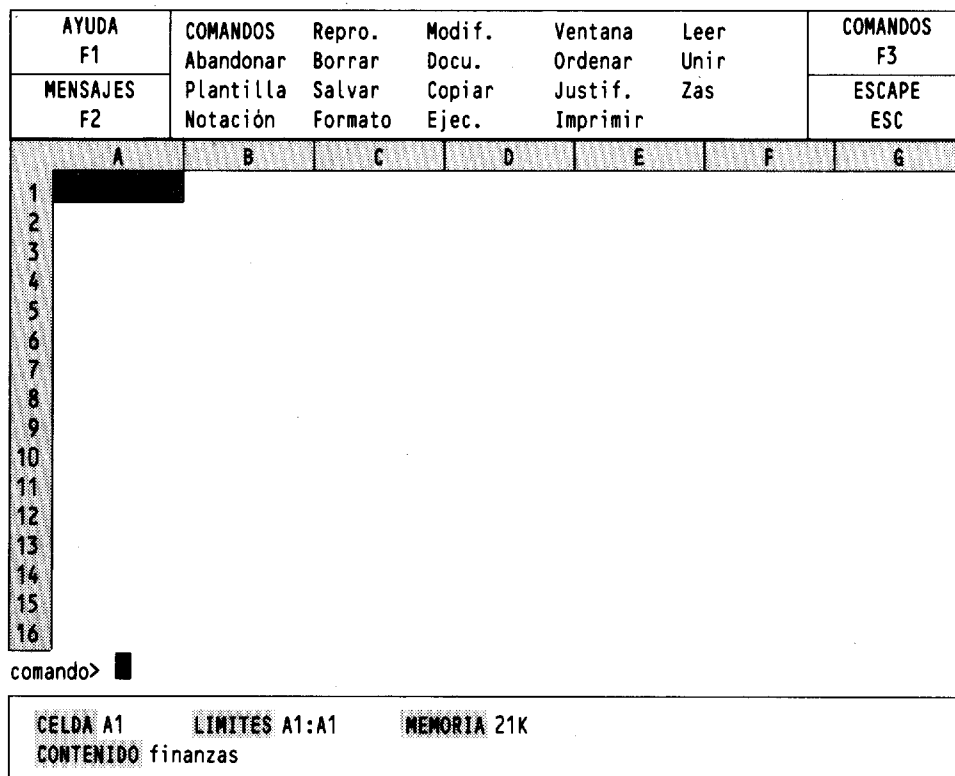 AYUDA COMANDOS Repro. Modif. Ventana Leer COMANDOS
F1 Abandonar Borrar Docu. Ordenar Unir F3
MENSAJES Plantilla Salvar Copiar Justif. Zas ESCAPE
F2 Notación Formato Ejec. Imprimir ESC
A B C D E F G
1
2
3
4
5
6
7
8
9
10
11
12
13
14
15
16
comando>
CELDA A1 LIMITES A1:A1 MEMORIA 21K
CONTENIDO finanzas